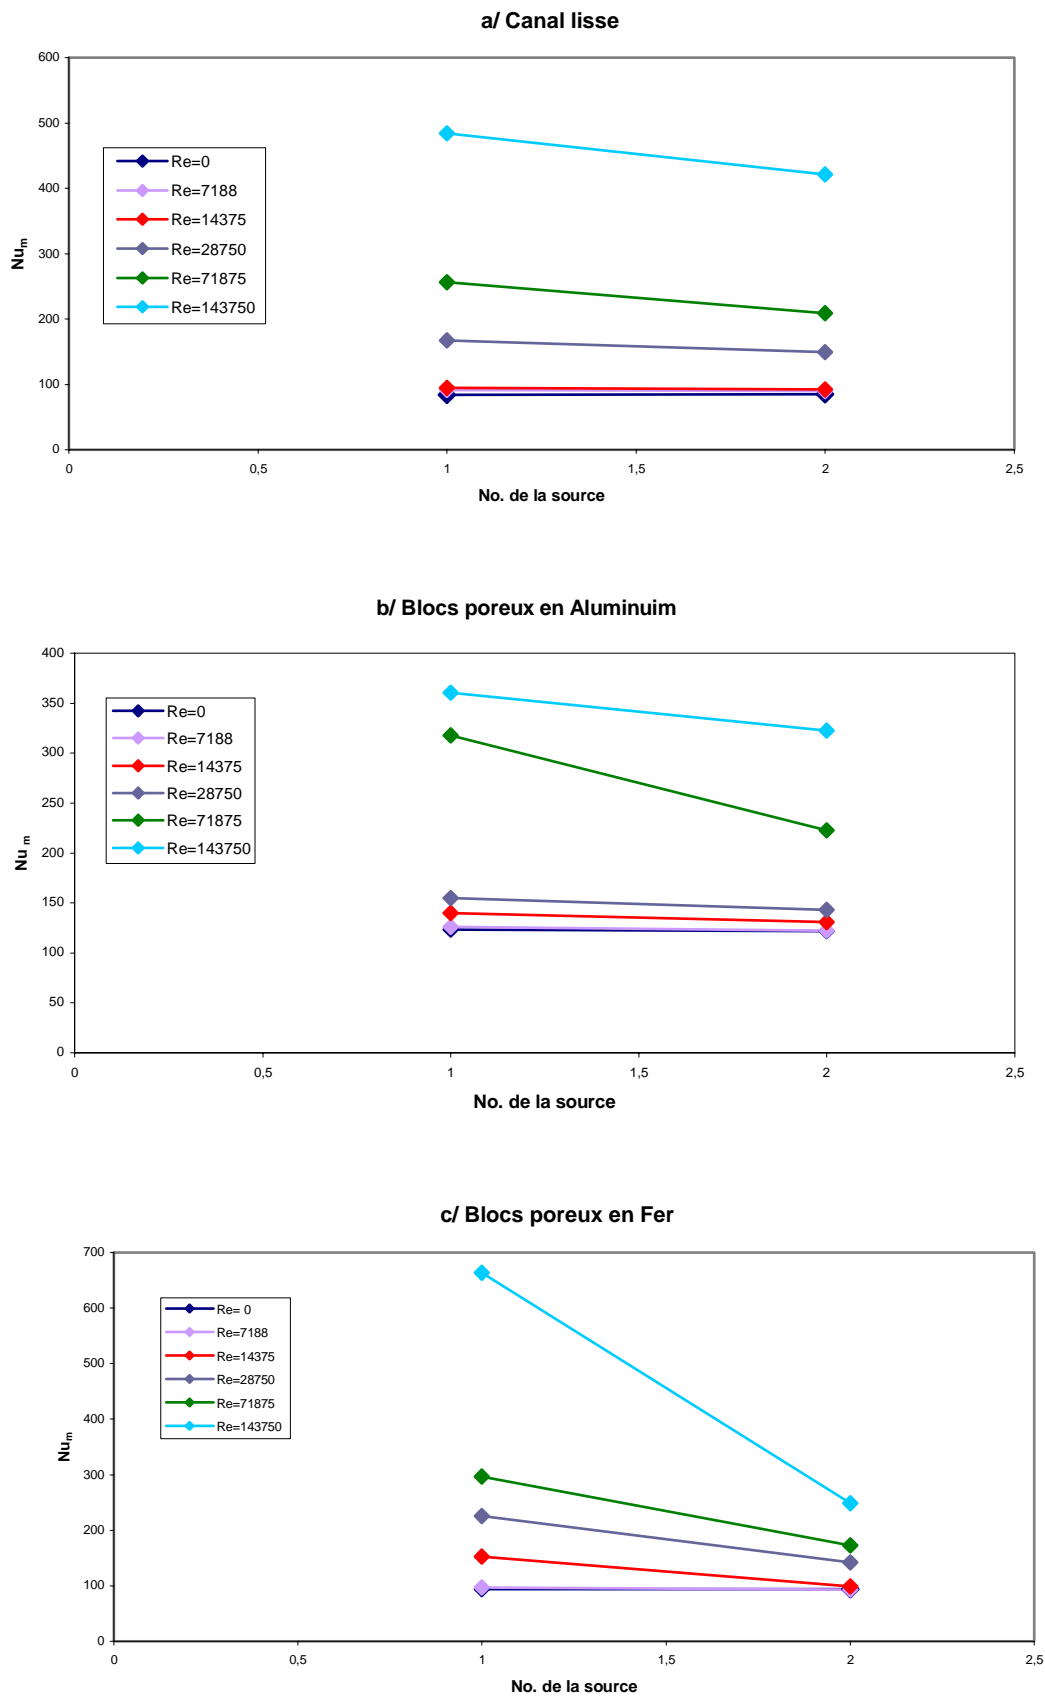 a/ Canal lisse
600
500
400
300
200
100
0
Nu_m
Re=0
Re=7188
Re=14375
Re=28750
Re=71875
Re=143750
0 0,5 1 1,5 2 2,5
No. de la source
b/ Blocs poreux en Aluminuim
400
350
300
250
200
150
100
50
0
Nu m
Re=0
Re=7188
Re=14375
Re=28750
Re=71875
Re=143750
0 0,5 1 1,5 2 2,5
No. de la source
c/ Blocs poreux en Fer
700
600
500
400
300
200
100
0
Nu_m
Re= 0
Re=7188
Re=14375
Re=28750
Re=71875
Re=143750
0 0,5 1 1,5 2 2,5
No. de la source